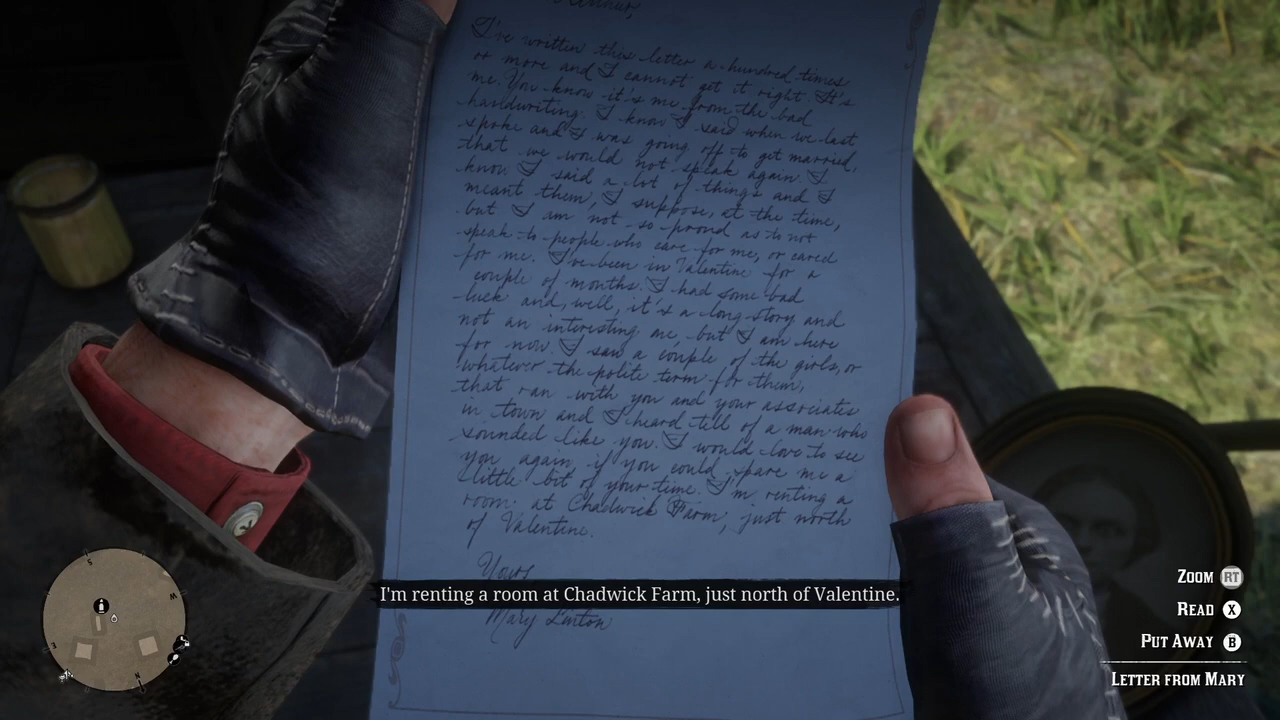 Arthur,
I've written this letter a hundred times
or more and I cannot get it right. It's
me. You know it's me from the bad
handwriting. I know I said when we last
spoke and I was going off to get married,
that we would not speak again. I
know I said a lot of things and I
meant them, I suppose, at the time,
but I am not so proud as to not
speak to people who care for me, or cared
for me. I've been in Valentine for a
couple of months. I had some bad
luck and, well, it's a long story and
not an interesting one, but I am here
for now. I saw a couple of the girls, or
whatever the polite term for them,
that ran with you and your associates
in town and I heard tell of a man who
sounded like you. I would love to see
you again, if you could spare me a
little bit of your time. I'm renting a
room at Chadwick Farm, just north
of Valentine.
Yours
I'm renting a room at Chadwick Farm, just north of Valentine.
Mary Linton
S
W
E
N
ZOOM RT
READ X
PUT AWAY B
LETTER FROM MARY